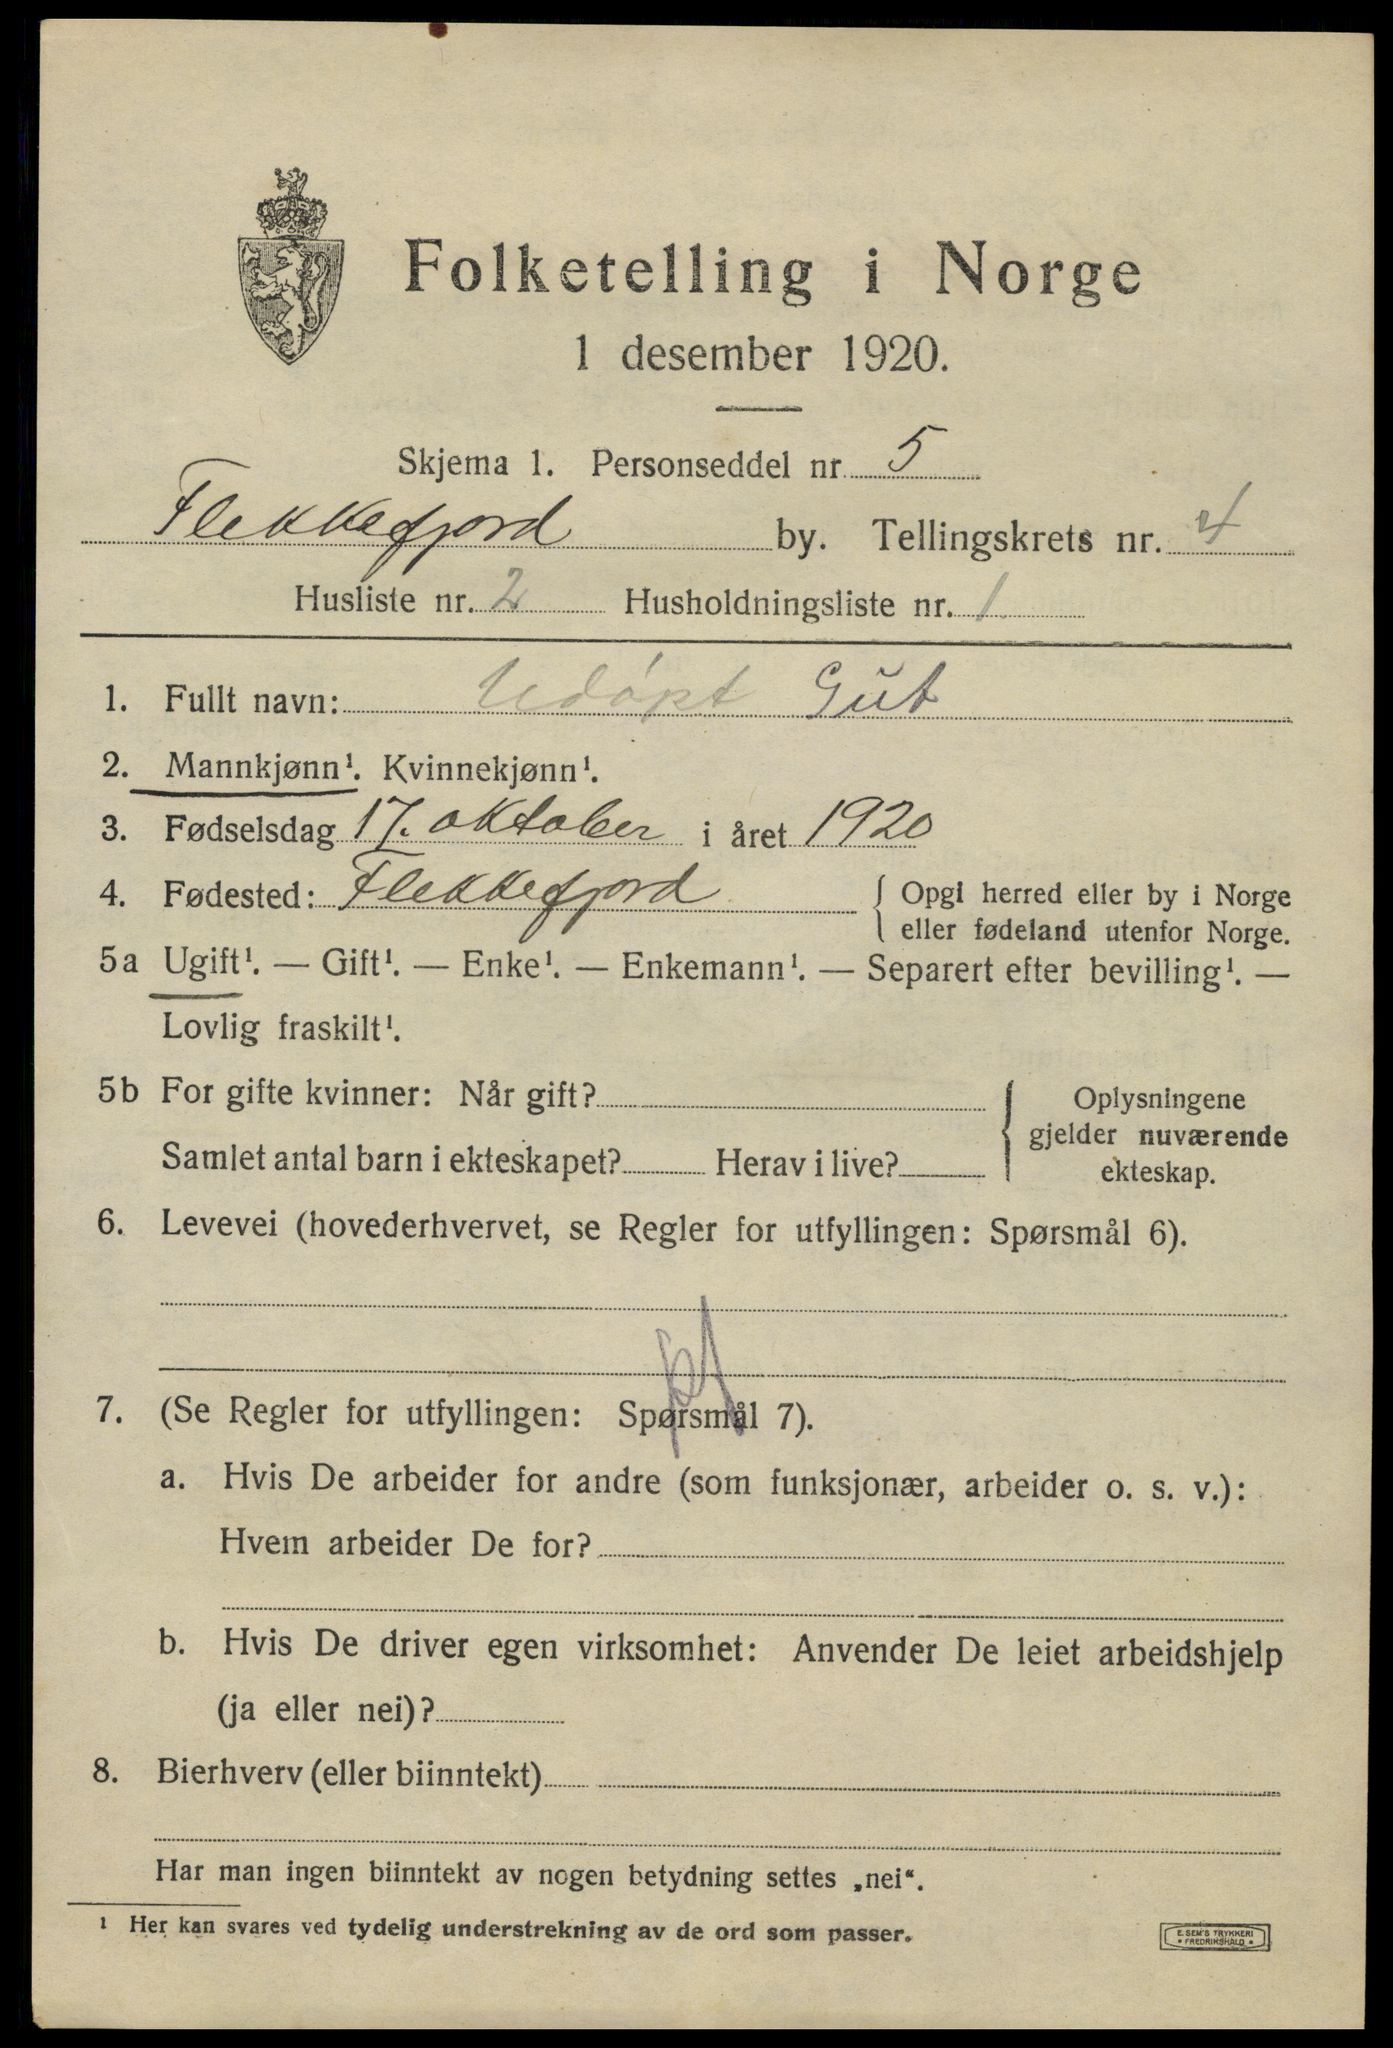 Folketelling i Norge
1 desember 1920.
Skjema 1. Personseddel nr. 5
Flekkefjord by. Tellingskrets nr. 4
Husliste nr. 2 Husholdningsliste nr. 1
1. Fullt navn: Udöpt Gut
2. Mannkjønn¹. Kvinnekjønn¹.
3. Fødselsdag 17. oktober i året 1920
4. Fødested: Flekkefjord { Opgi herred eller by i Norge
eller fødeland utenfor Norge.
5a Ugift¹. — Gift¹. — Enke¹. — Enkemann¹. — Separert efter bevilling¹. —
Lovlig fraskilt¹.
5b For gifte kvinner: Når gift? { Oplysningene
gjelder nuværende
Samlet antal barn i ekteskapet? Herav i live?
ekteskap.
6. Levevei (hovederhvervet, se Regler for utfyllingen: Spørsmål 6).
7. (Se Regler for utfyllingen: Spørsmål 7).
a. Hvis De arbeider for andre (som funksjonær, arbeider o. s. v.):
Hvem arbeider De for?
b. Hvis De driver egen virksomhet: Anvender De leiet arbeidshjelp
(ja eller nei)?
8. Bierhverv (eller biinntekt)
Har man ingen biinntekt av nogen betydning settes „nei“.
¹ Her kan svares ved tydelig understrekning av de ord som passer.
E. SEM'S TRYKKERI
• FREDRIKSHALD •